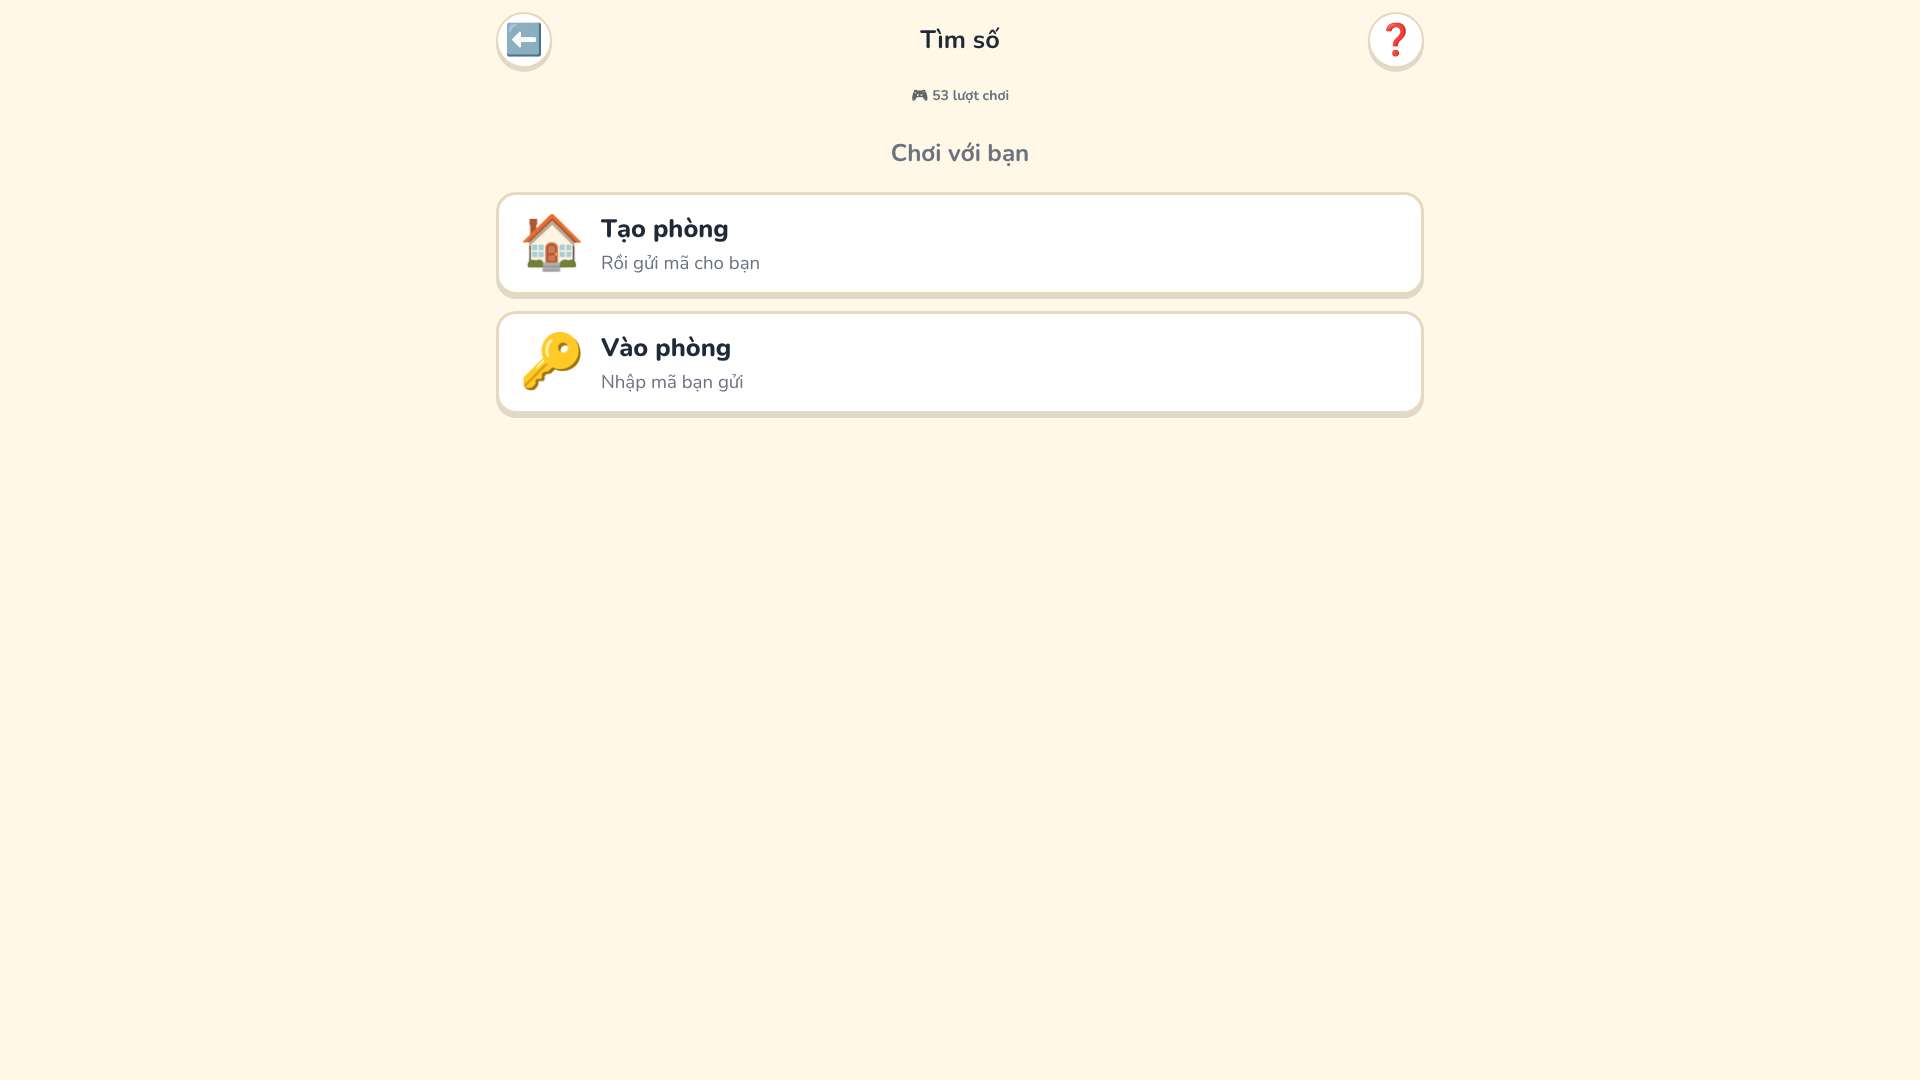 Tìm số
53 lượt chơi
Chơi với bạn
Tạo phòng
Rồi gửi mã cho bạn
Vào phòng
Nhập mã bạn gửi